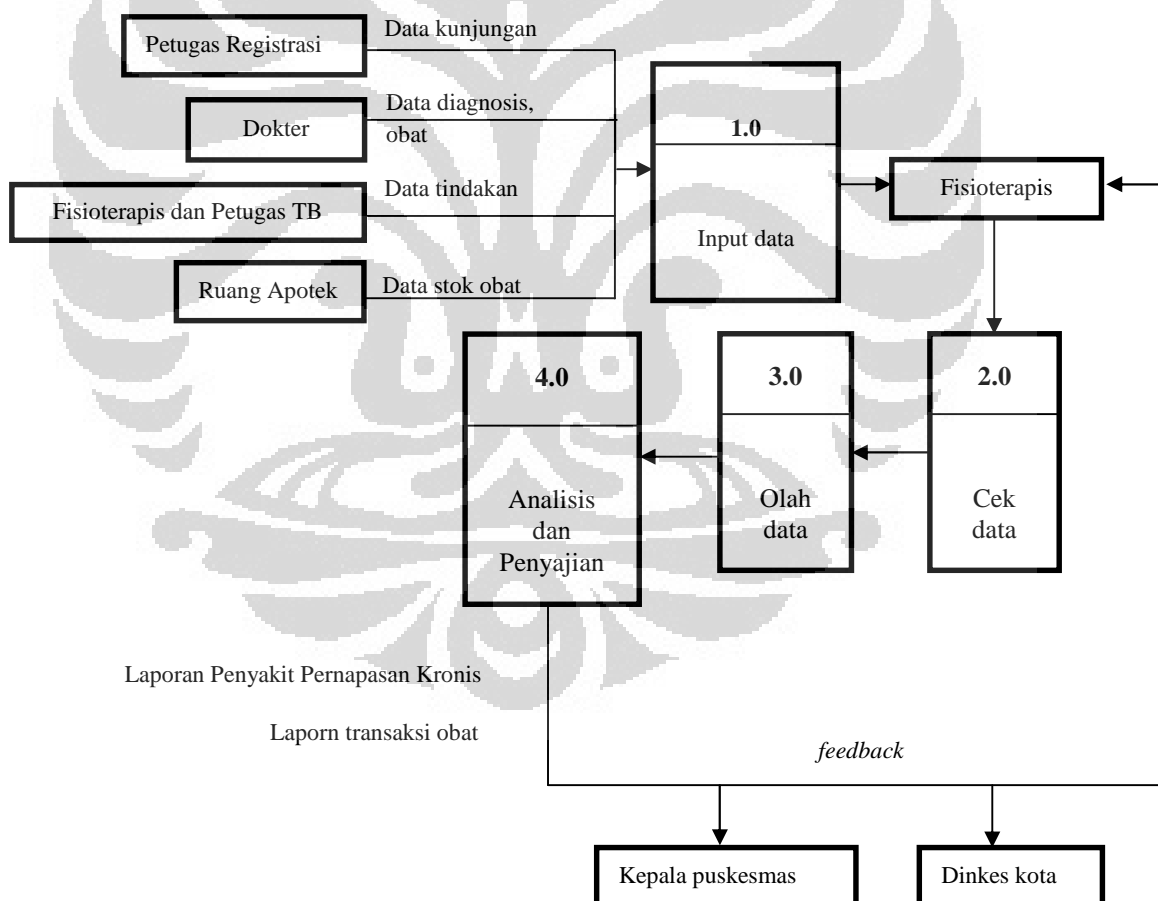 Petugas Registrasi
Data kunjungan
Dokter
Data diagnosis,
obat
Fisioterapis dan Petugas TB
Data tindakan
Ruang Apotek
Data stok obat
1.0
Input data
Fisioterapis
4.0
Analisis
dan
Penyajian
3.0
Olah
data
2.0
Cek
data
Laporan Penyakit Pernapasan Kronis
Laporn transaksi obat
feedback
Kepala puskesmas
Dinkes kota